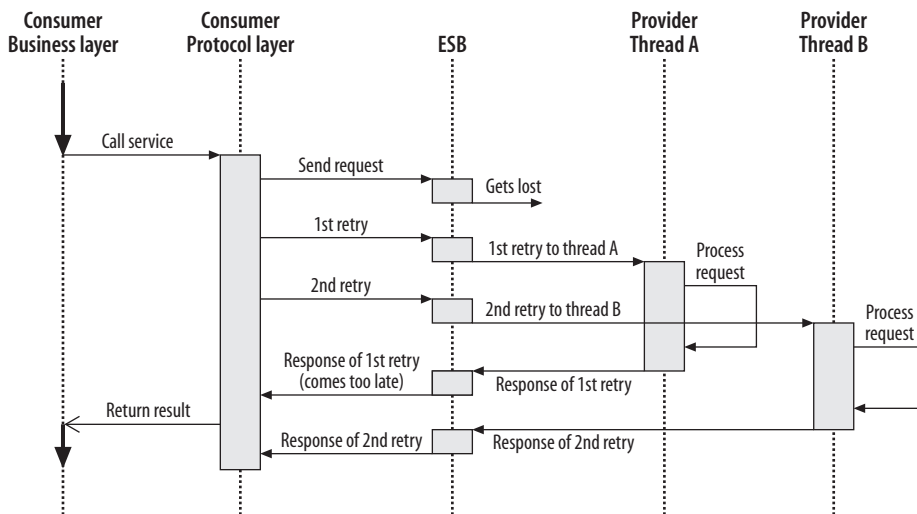 Consumer
Business layer
Consumer
Protocol layer
ESB
Provider
Thread A
Provider
Thread B
Call service
Send request
Gets lost
1st retry
1st retry to thread A
Process
request
2nd retry
2nd retry to thread B
Process
request
Response of 1st retry
(comes too late)
Response of 1st retry
Return result
Response of 2nd retry
Response of 2nd retry